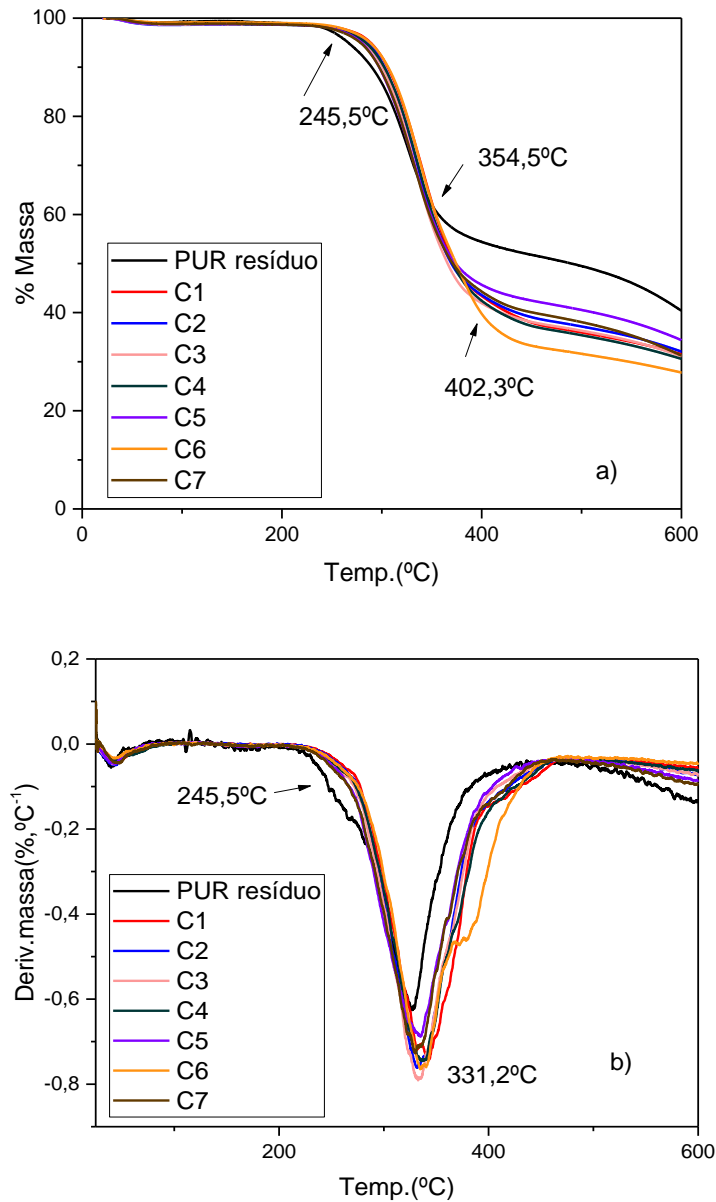 100
80
60
40
20
0
% Massa
245,5ºC
354,5ºC
402,3ºC
PUR resíduo
C1
C2
C3
C4
C5
C6
C7
a)
0
200
400
600
Temp.(ºC)
0,2
0,0
-0,2
-0,4
-0,6
-0,8
Deriv.massa(%,ºC⁻¹)
245,5ºC
PUR resíduo
C1
C2
C3
C4
C5
C6
C7
331,2ºC
b)
200
400
600
Temp.(ºC)